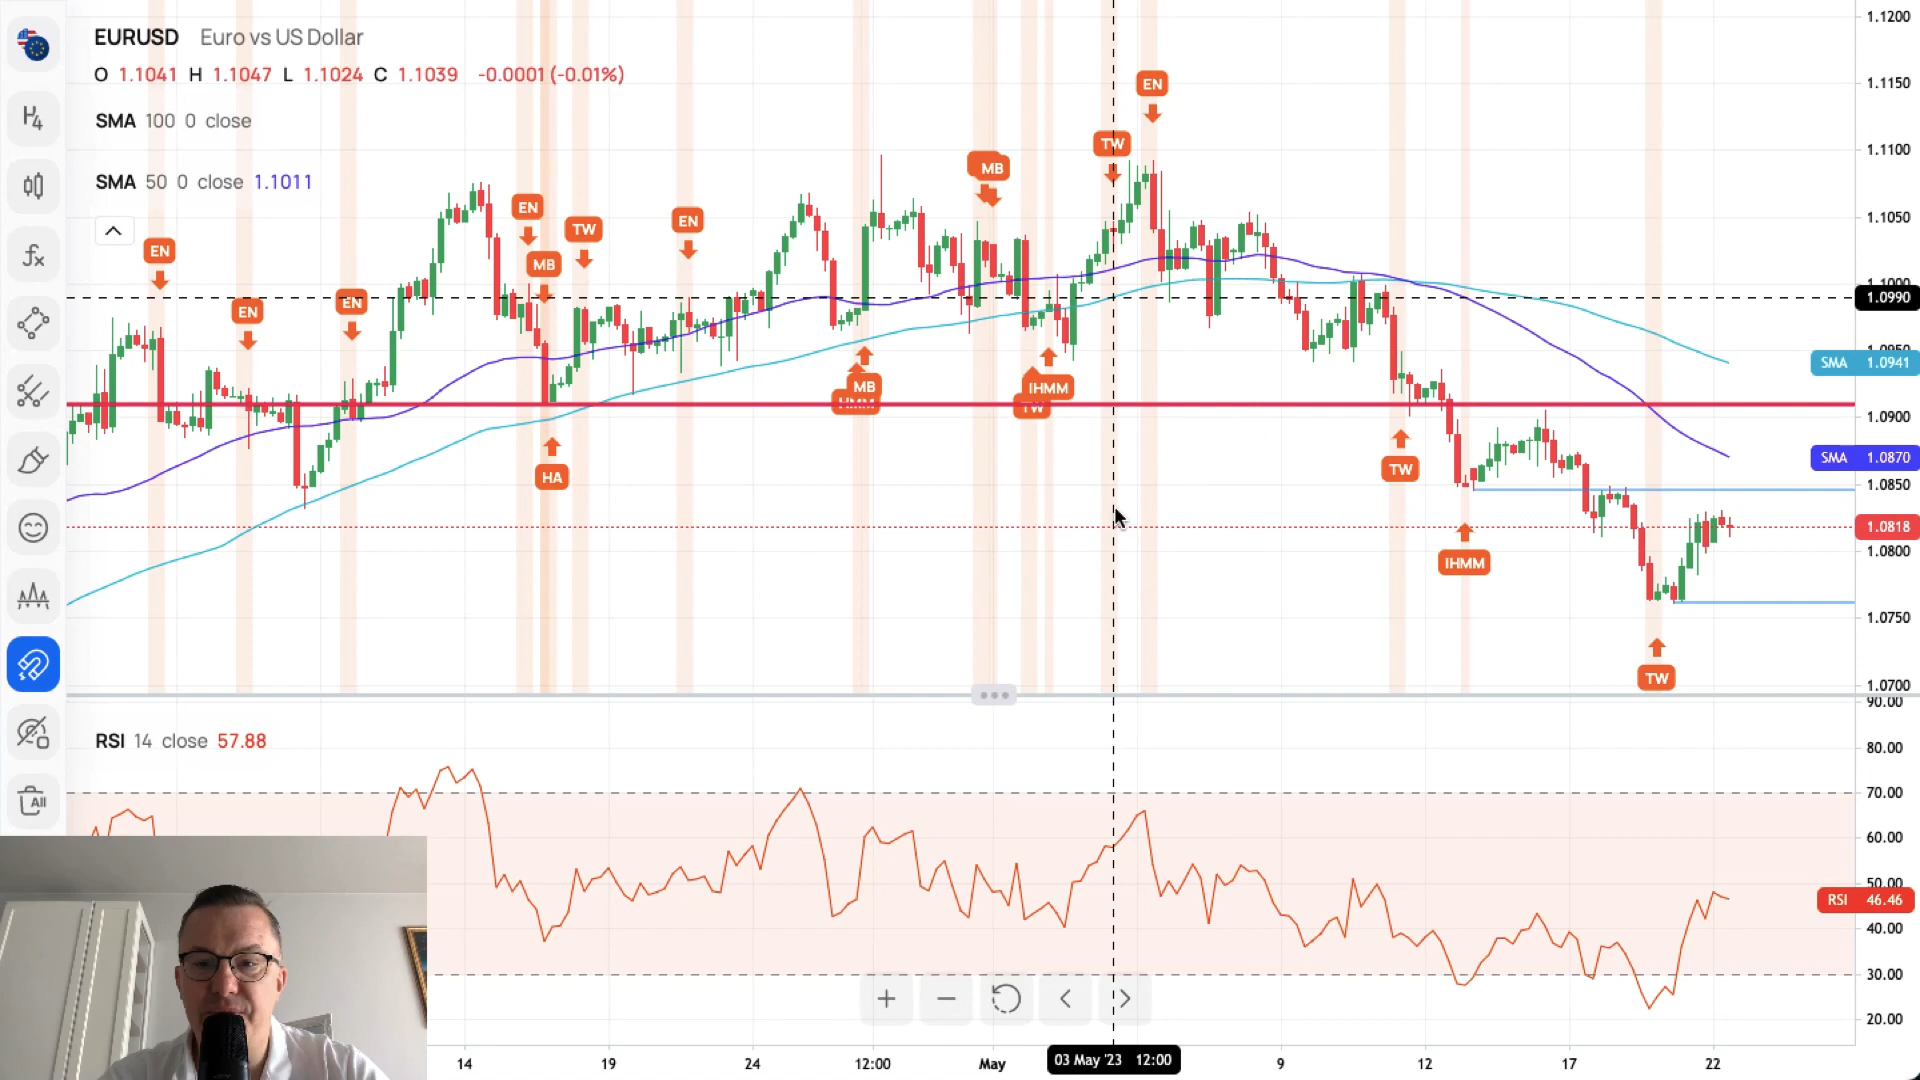 EURUSD Euro vs US Dollar
O 1.1041 H 1.1047 L 1.1024 C 1.1039 -0.0001 (-0.01%)
SMA 100 0 close
SMA 50 0 close 1.1011
H4
fx
All
EN
EN
EN
EN
MB
TW
EN
HA
MB
MB
HMM
IHMM
TW
TW
EN
TW
IHMM
TW
1.1200
1.1150
1.1100
1.1050
1.1000
1.0990
1.0950
SMA 1.0941
1.0900
SMA 1.0870
1.0850
1.0818
1.0800
1.0750
1.0700
RSI 14 close 57.88
90.00
80.00
70.00
60.00
50.00
RSI 46.46
40.00
30.00
20.00
14 19 24 12:00 May 03 May '23 12:00 9 12 17 22